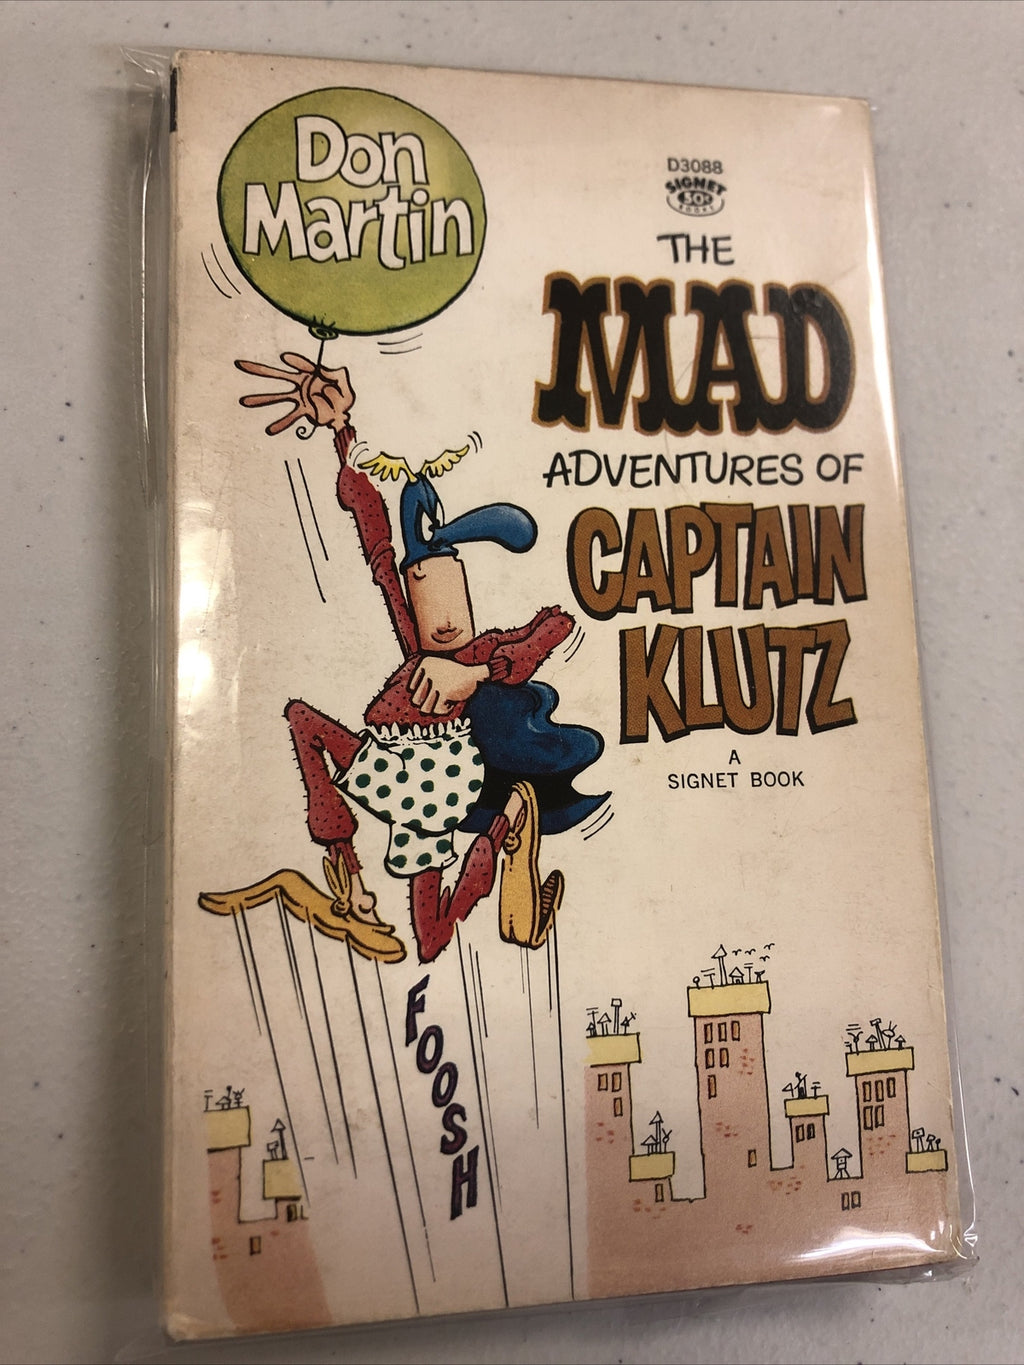 Don
Martin
D3088
SIGNET
50¢
BOOKS
THE
MAD
ADVENTURES OF
CAPTAIN
KLUTZ
A
SIGNET BOOK
FOOSH